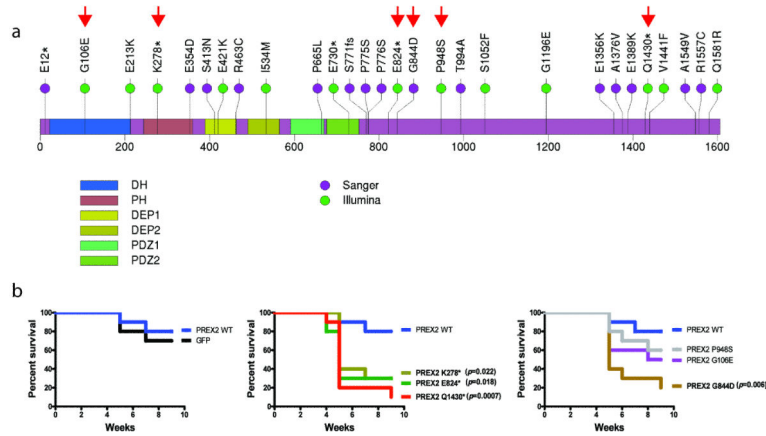 a
E12*
G106E
E213K
K278*
E354D
S413N
E421K
R463C
I534M
P665L
E730*
S771fs
P775S
P776S
E824*
G844D
P948S
T994A
S1052F
G1196E
E1356K
A1376V
E1389K
Q1430*
V1441F
A1549V
R1557C
Q1581R
0 200 400 600 800 1000 1200 1400 1600
DH
PH
DEP1
DEP2
PDZ1
PDZ2
Sanger
Illumina
b
Percent survival
100
80
60
40
20
0
0 2 4 6 8 10
Weeks
PREX2 WT
GFP
Percent survival
100
80
60
40
20
0
0 2 4 6 8 10
Weeks
PREX2 WT
PREX2 K278* (p=0.022)
PREX2 E824* (p=0.018)
PREX2 Q1430* (p=0.0007)
Percent survival
100
80
60
40
20
0
0 2 4 6 8 10
Weeks
PREX2 WT
PREX2 P948S
PREX2 G106E
PREX2 G844D (p=0.006)